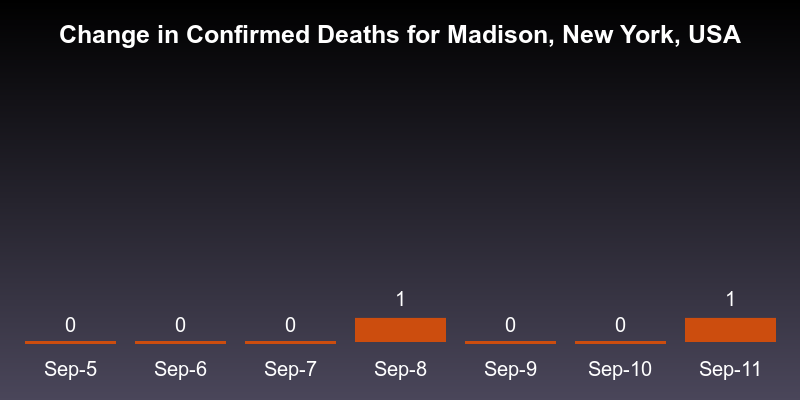 Change in Confirmed Deaths for Madison, New York, USA
0 0 0 1 0 0 1
Sep-5 Sep-6 Sep-7 Sep-8 Sep-9 Sep-10 Sep-11